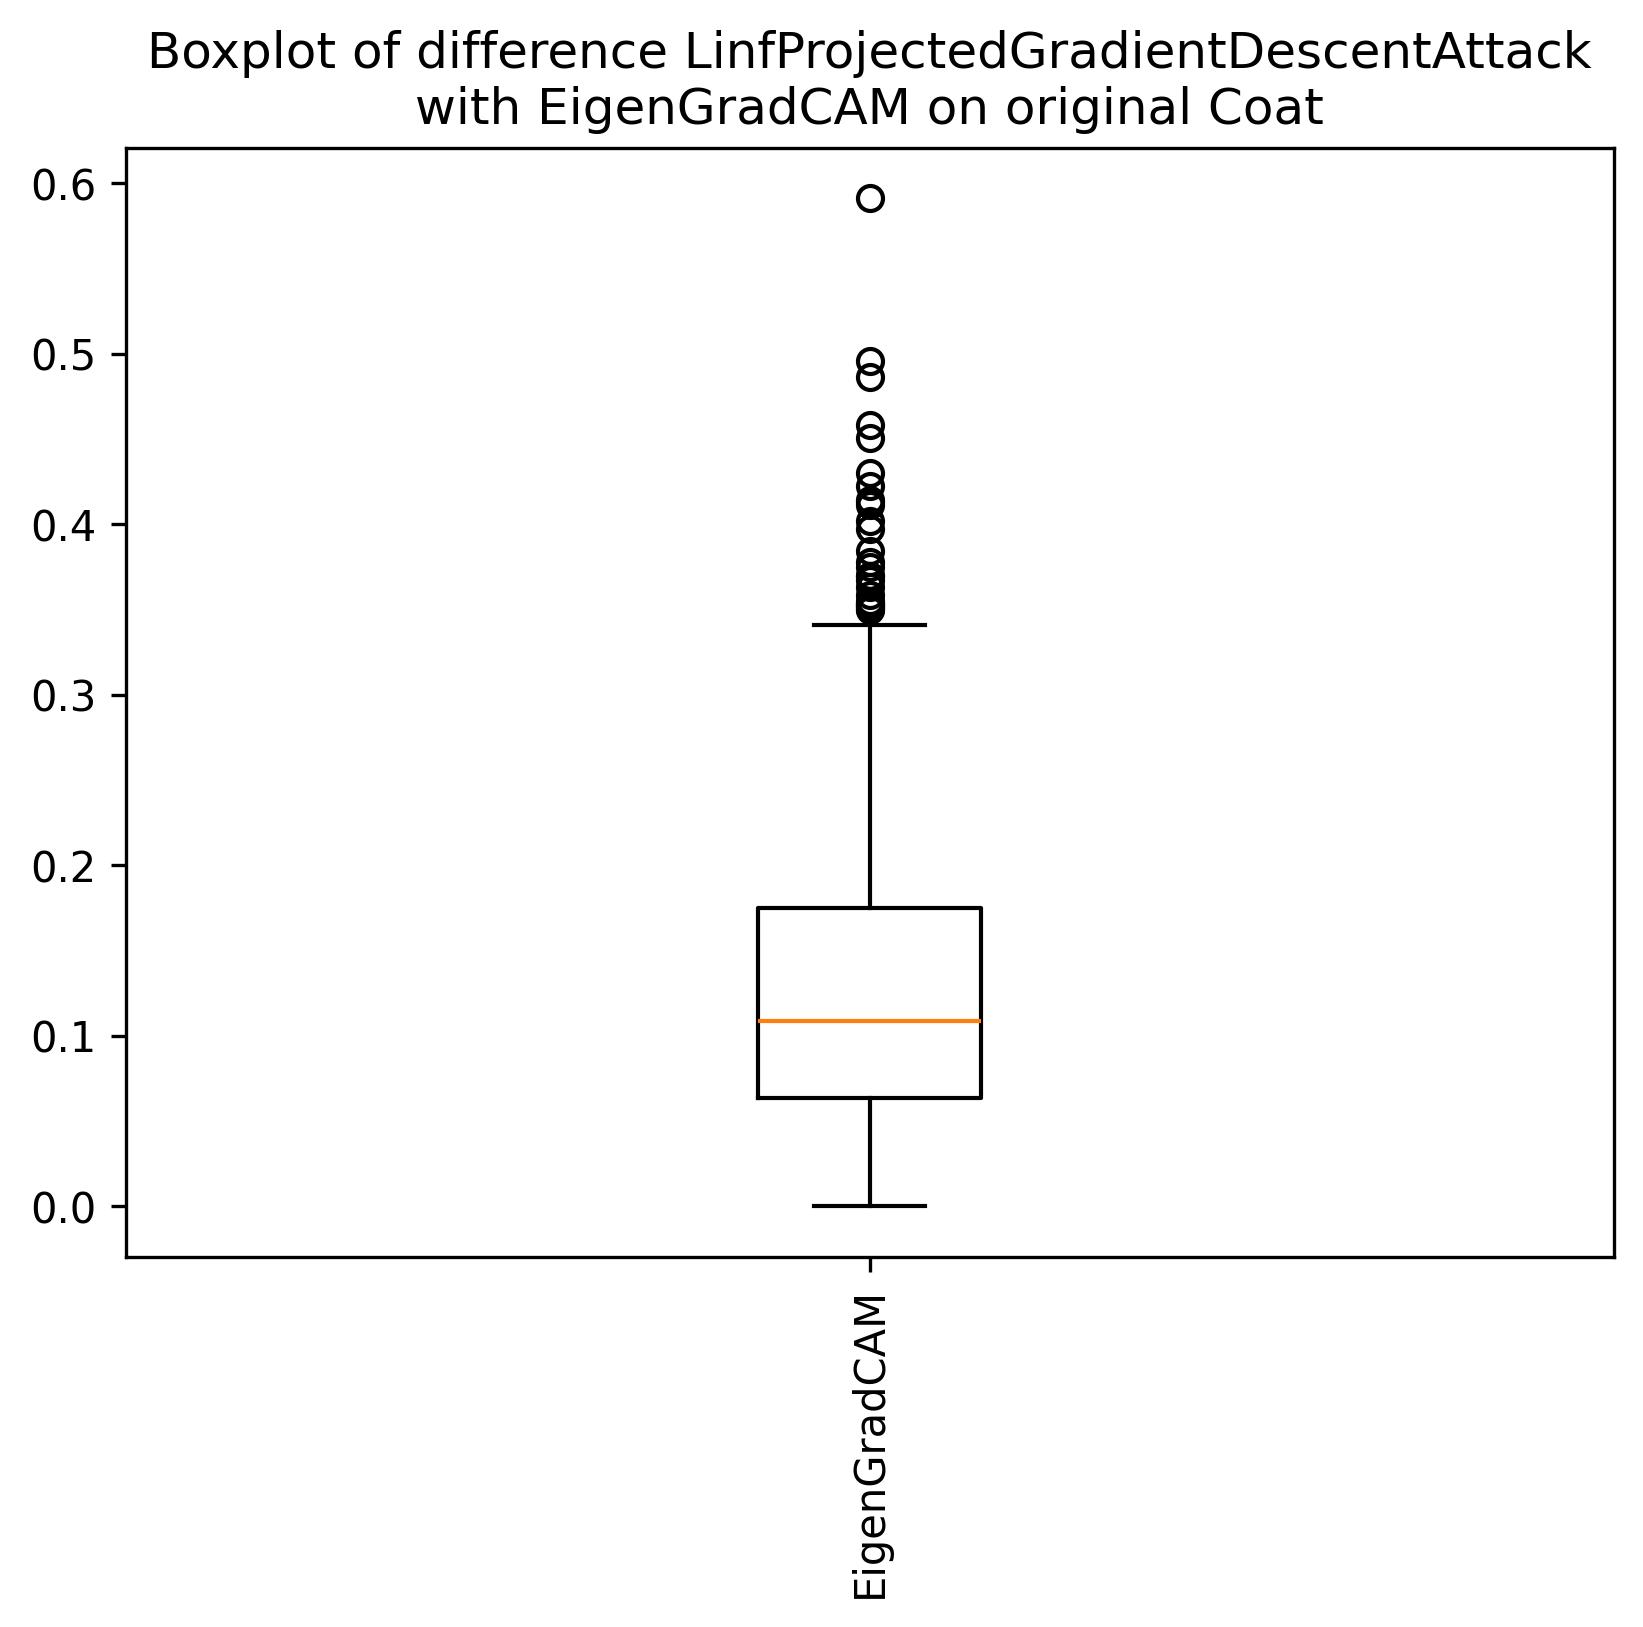 Boxplot of difference LinfProjectedGradientDescentAttack
with EigenGradCAM on original Coat
0.6
0.5
0.4
0.3
0.2
0.1
0.0
EigenGradCAM